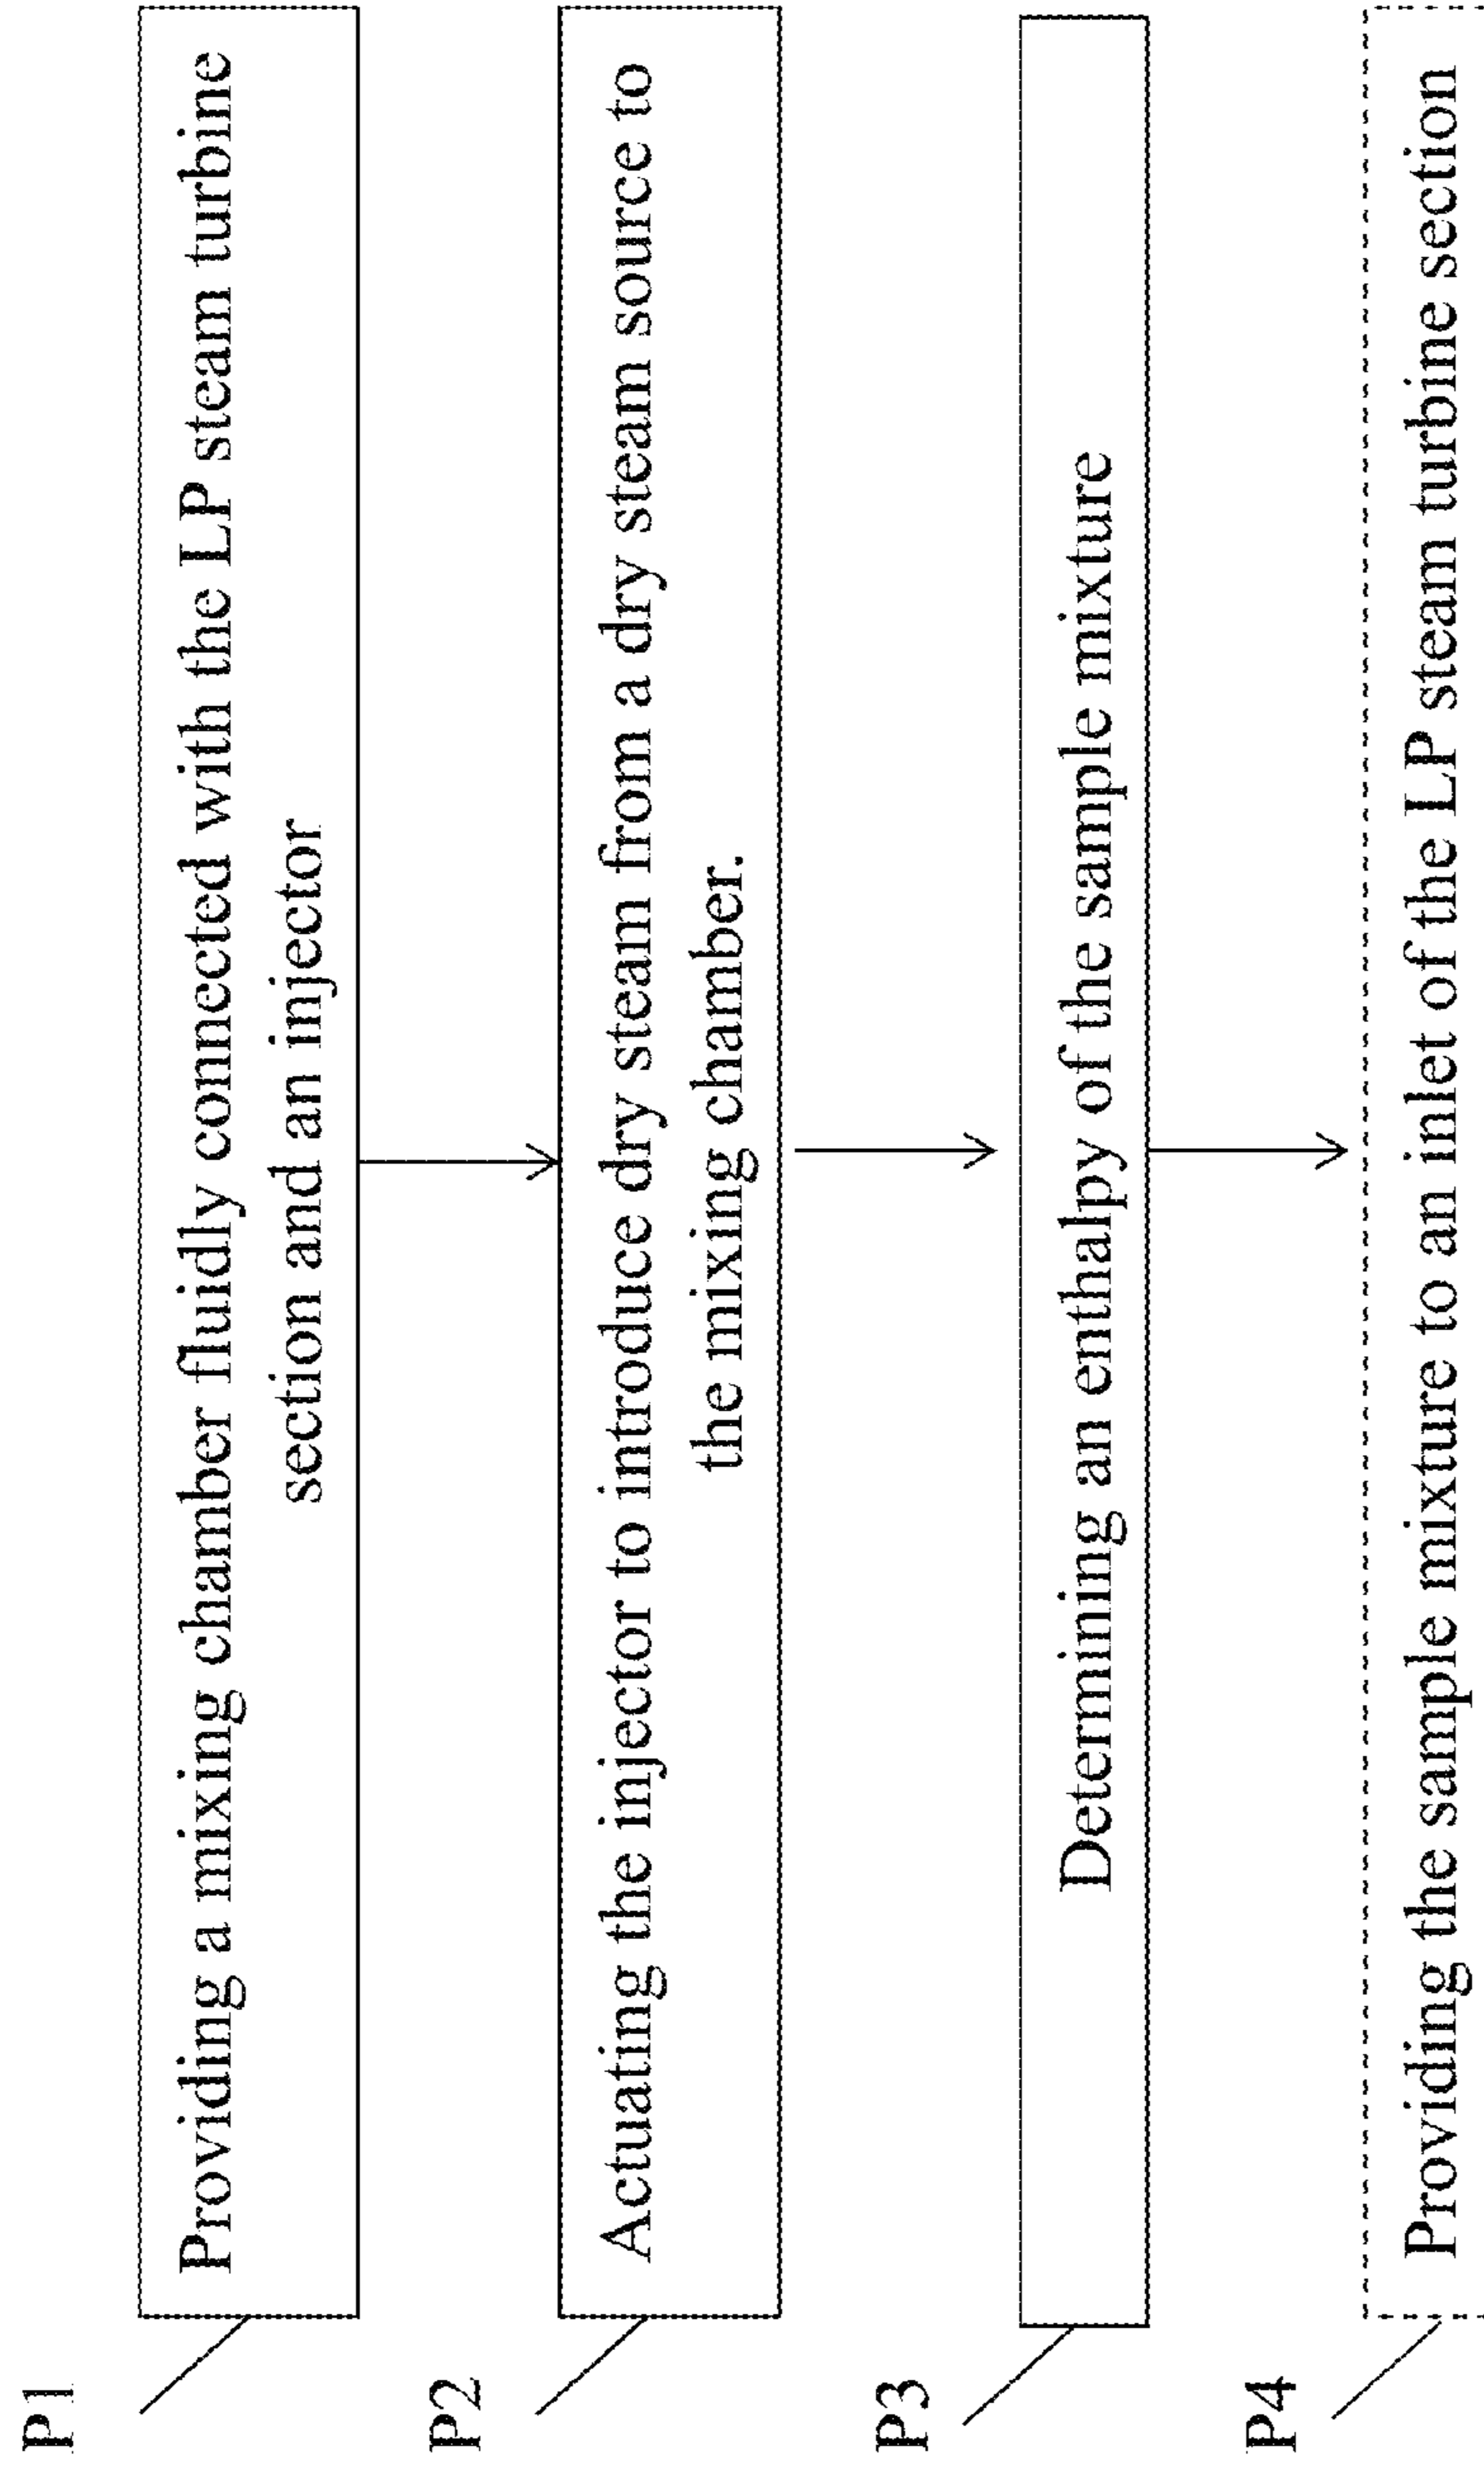 P1
Providing a mixing chamber fluidly connected with the LP steam turbine
section and an injector
P2
Actuating the injector to introduce dry steam from a dry steam source to
the mixing chamber.
P3
Determining an enthalpy of the sample mixture
P4
Providing the sample mixture to an inlet of the LP steam turbine section